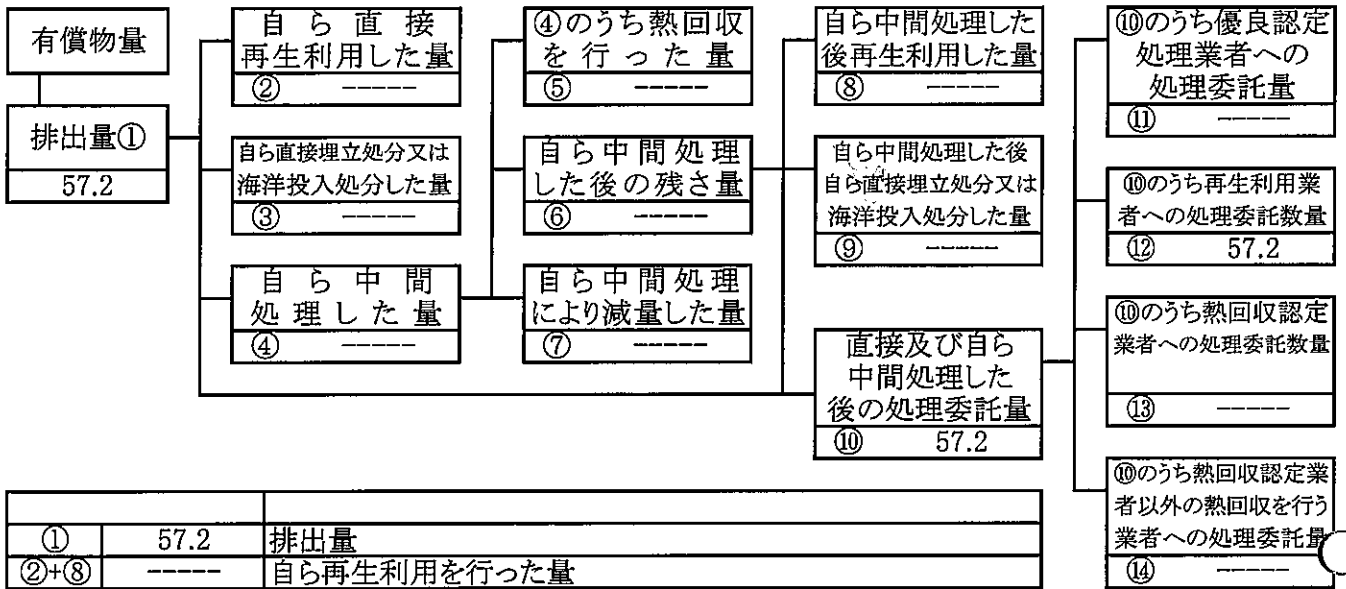 有償物量
排出量①
57.2
自ら直接
再生利用した量
② -----
自ら直接埋立処分又は
海洋投入処分した量
③ -----
自ら中間
処理した量
④ -----
④のうち熱回収
を行った量
⑤ -----
自ら中間処理
した後の残さ量
⑥ -----
自ら中間処理
により減量した量
⑦ -----
自ら中間処理した
後再生利用した量
⑧ -----
自ら中間処理した後
自ら直接埋立処分又は
海洋投入処分した量
⑨ -----
直接及び自ら
中間処理した
後の処理委託量
⑩ 57.2
⑩のうち優良認定
処理業者への
処理委託量
⑪ -----
⑩のうち再生利用業
者への処理委託数量
⑫ 57.2
⑩のうち熱回収認定
業者への処理委託数量
⑬ -----
⑩のうち熱回収認定業
者以外の熱回収を行う
業者への処理委託量
⑭ -----
① 57.2 排出量
②+⑧ ----- 自ら再生利用を行った量